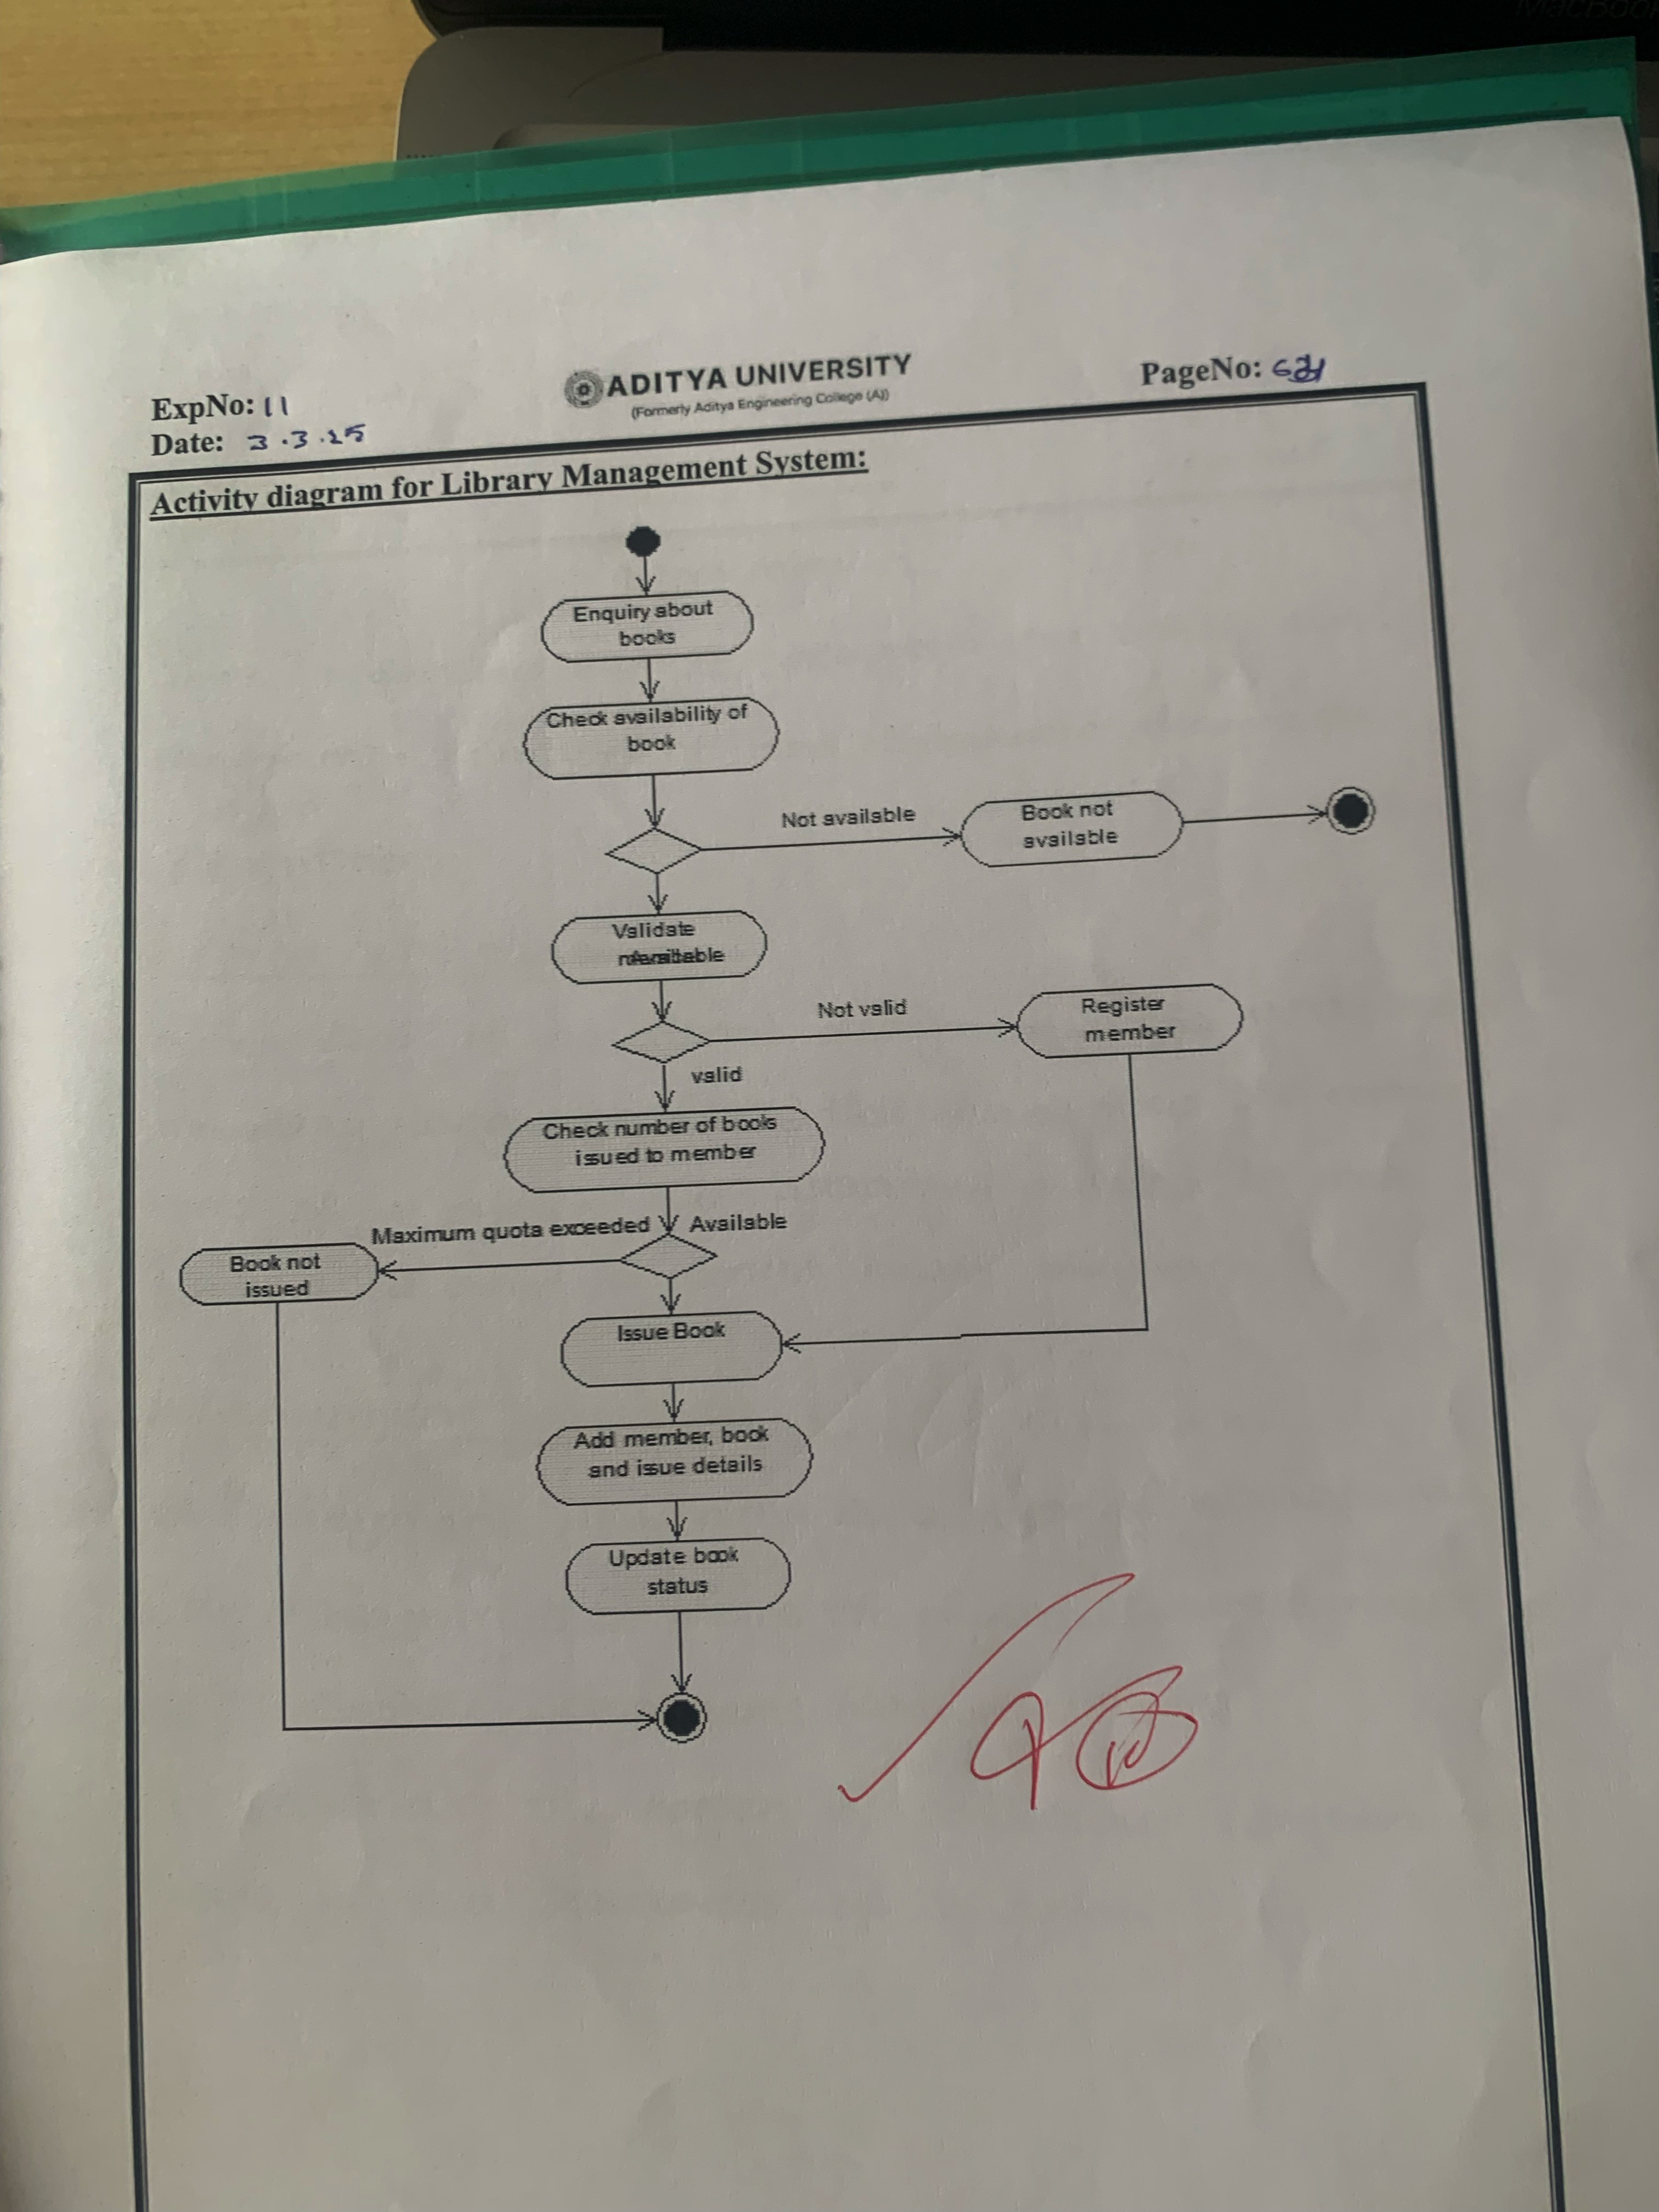 MacBook
ADITYA UNIVERSITY
(Formerly Aditya Engineering College (A))
ExpNo: 11
PageNo:
Date: 3.3.25
Activity diagram for Library Management System:
Enquiry about
books
Check availability of
book
Not available
Book not
available
Validate
Not valid
Register
member
valid
Check number of books
issued to member
Maximum quota exceeded
Available
Book not
issued
Issue Book
Add member, book
and issue details
Update book
status